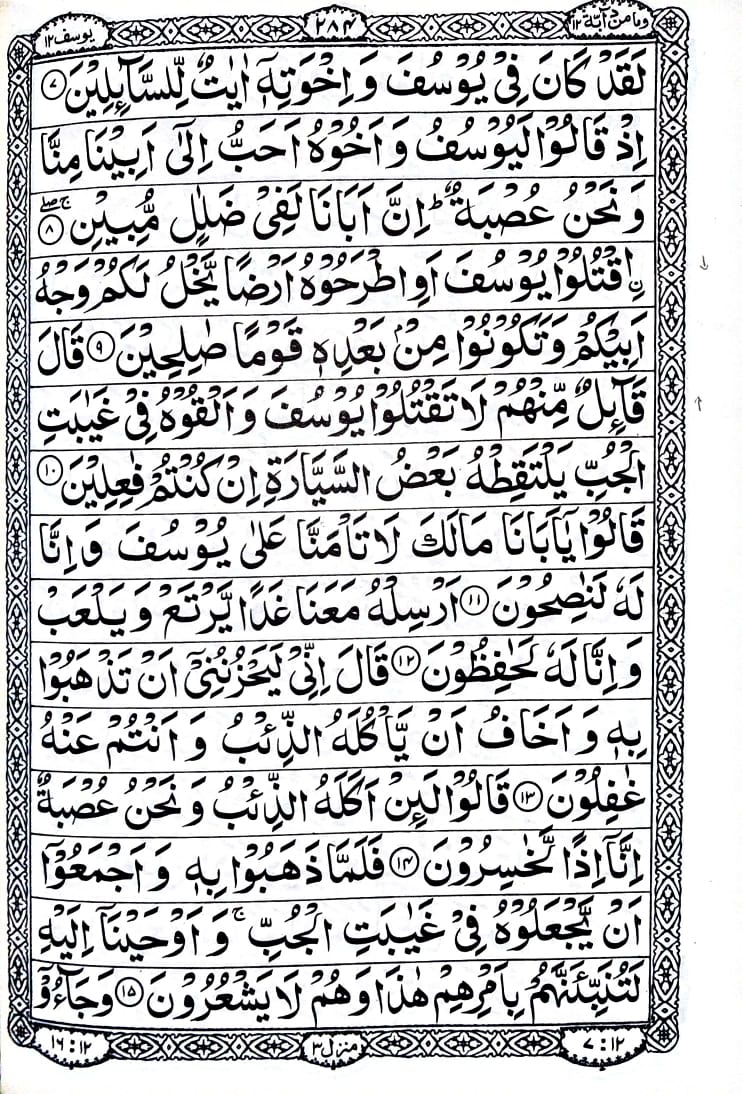 وما من دآبة ١٢
٢٨٤
يوسف ١٢
لَقَدْ كَانَ فِيْ يُوْسُفَ وَ اِخْوَتِهٖۤ اٰيٰتٌ لِّلسَّآىِٕلِيْنَ ۝٧
اِذْ قَالُوْا لَيُوْسُفُ وَ اَخُوْهُ اَحَبُّ اِلٰۤى اَبِيْنَا مِنَّا
وَ نَحْنُ عُصْبَةٌ ؕ اِنَّ اَبَانَا لَفِيْ ضَلٰلٍ مُّبِيْنِ ۝٨ ۚۖ
ِ۟اقْتُلُوْا يُوْسُفَ اَوِ اطْرَحُوْهُ اَرْضًا يَّخْلُ لَكُمْ وَجْهُ
اَبِيْكُمْ وَ تَكُوْنُوْا مِنْۢ بَعْدِهٖ قَوْمًا صٰلِحِيْنَ ۝٩ قَالَ
قَآىِٕلٌ مِّنْهُمْ لَا تَقْتُلُوْا يُوْسُفَ وَ اَلْقُوْهُ فِيْ غَيٰبَتِ
الْجُبِّ يَلْتَقِطْهُ بَعْضُ السَّيَّارَةِ اِنْ كُنْتُمْ فٰعِلِيْنَ ۝١٠
قَالُوْا يٰۤاَبَانَا مَالَكَ لَا تَاْمَنَّا عَلٰى يُوْسُفَ وَ اِنَّا
لَهٗ لَنٰصِحُوْنَ ۝١١ اَرْسِلْهُ مَعَنَا غَدًا يَّرْتَعْ وَ يَلْعَبْ
وَ اِنَّا لَهٗ لَحٰفِظُوْنَ ۝١٢ قَالَ اِنِّيْ لَيَحْزُنُنِيْۤ اَنْ تَذْهَبُوْا
بِهٖ وَ اَخَافُ اَنْ يَّاْكُلَهُ الذِّئْبُ وَ اَنْتُمْ عَنْهُ
غٰفِلُوْنَ ۝١٣ قَالُوْا لَىِٕنْ اَكَلَهُ الذِّئْبُ وَ نَحْنُ عُصْبَةٌ
اِنَّاۤ اِذًا لَّخٰسِرُوْنَ ۝١٤ فَلَمَّا ذَهَبُوْا بِهٖ وَ اَجْمَعُوْۤا
اَنْ يَّجْعَلُوْهُ فِيْ غَيٰبَتِ الْجُبِّ ۚ وَ اَوْحَيْنَاۤ اِلَيْهِ
لَتُنَبِّئَنَّهُمْ بِاَمْرِهِمْ هٰذَا وَ هُمْ لَا يَشْعُرُوْنَ ۝١٥ وَ جَآءُوْۤ
٧ : ١٢
منزل ٣
١٦ : ١٢